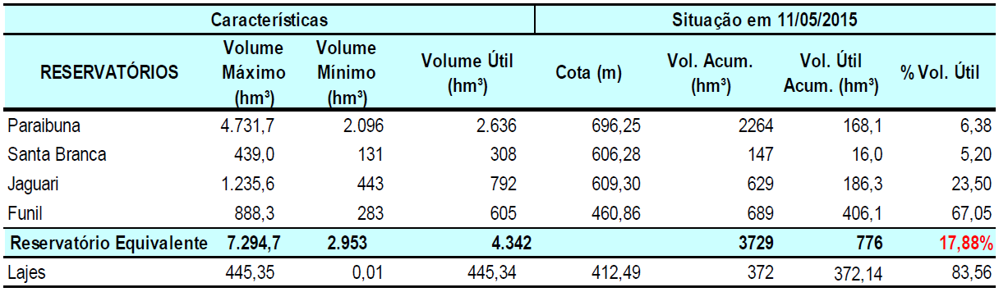 Características Situação em 11/05/2015
RESERVATÓRIOS Volume Máximo (hm³) Volume Mínimo (hm³) Volume Útil (hm³) Cota (m) Vol. Acum. (hm³) Vol. Útil Acum. (hm³) % Vol. Útil
Paraibuna 4.731,7 2.096 2.636 696,25 2264 168,1 6,38
Santa Branca 439,0 131 308 606,28 147 16,0 5,20
Jaguari 1.235,6 443 792 609,30 629 186,3 23,50
Funil 888,3 283 605 460,86 689 406,1 67,05
Reservatório Equivalente 7.294,7 2.953 4.342 3729 776 17,88%
Lajes 445,35 0,01 445,34 412,49 372 372,14 83,56